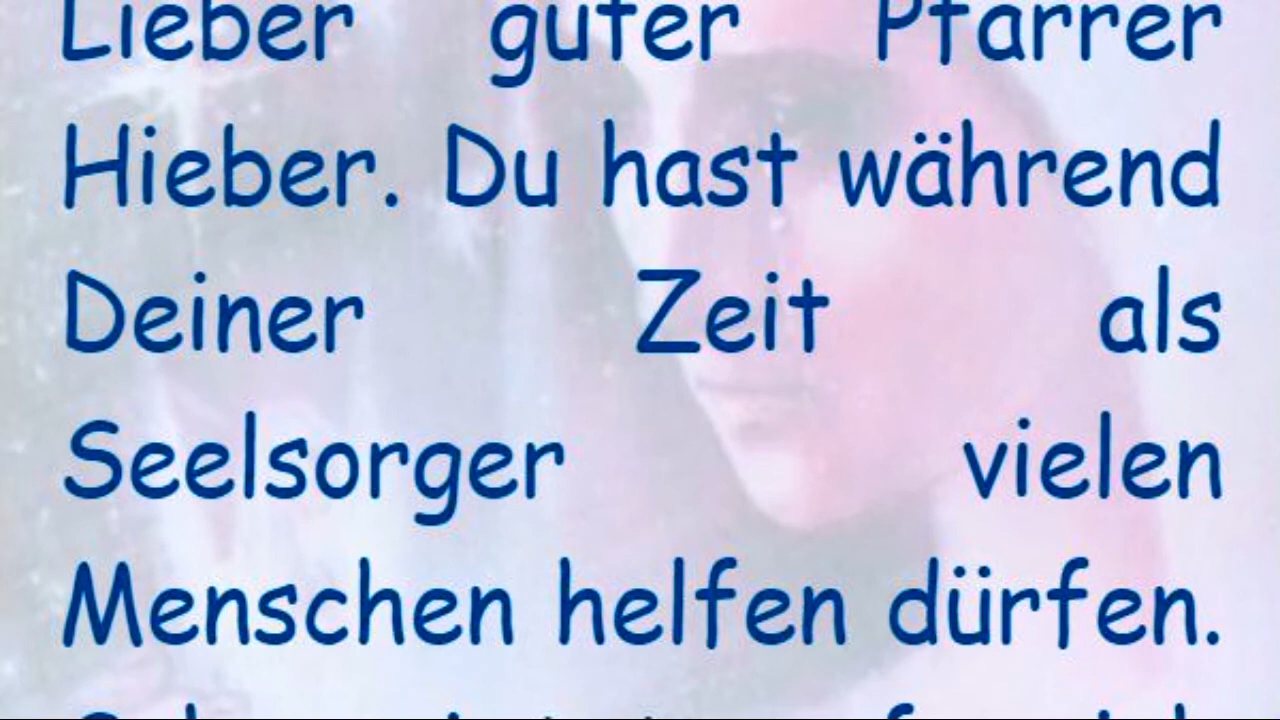 Lieber guter Pfarrer
Hieber. Du hast während
Deiner Zeit als
Seelsorger vielen
Menschen helfen dürfen.